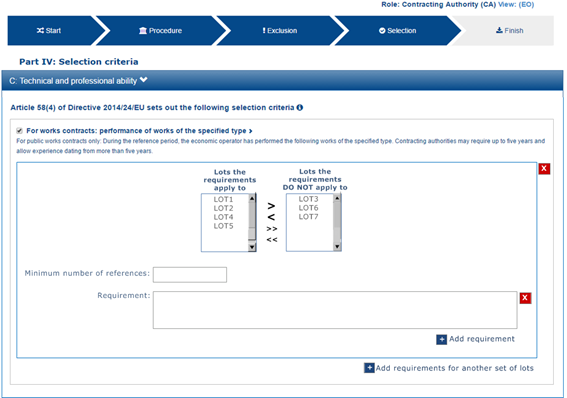 Role: Contracting Authority (CA) View: (EO)
Start
Procedure
! Exclusion
Selection
Finish
Part IV: Selection criteria
C: Technical and professional ability
Article 58(4) of Directive 2014/24/EU sets out the following selection criteria
For works contracts: performance of works of the specified type >
For public works contracts only: During the reference period, the economic operator has performed the following works of the specified type. Contracting authorities may require up to five years and
allow experience dating from more than five years.
X
Lots the requirements apply to
LOT1
LOT2
LOT4
LOT5
>
<
>>
<<
Lots the requirements DO NOT apply to
LOT3
LOT6
LOT7
Minimum number of references:
Requirement:
X
+ Add requirement
+ Add requirements for another set of lots